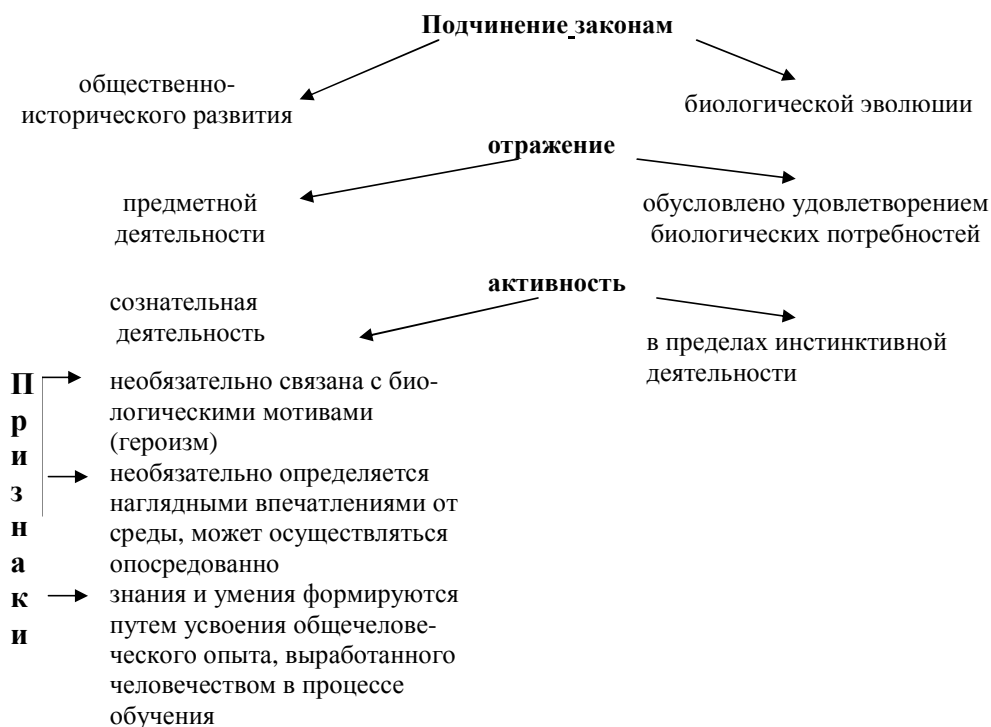 Подчинение законам
общественно-
исторического развития
биологической эволюшии
отражение
предметной
деятельности
обусловлено удовлетворением
биологических потребностей
активность
сознательная
деятельность
в пределах инстинктивной
деятельности
Признаки
необязательно связана с био-
логическими мотивами
(героизм)
необязательно определяется
наглядными впечатлениями от
среды, может осуществляться
опосредованно
знания и умения формируются
путем усвоения общечелове-
ческого опыта, выработанного
человечеством в процессе
обучения